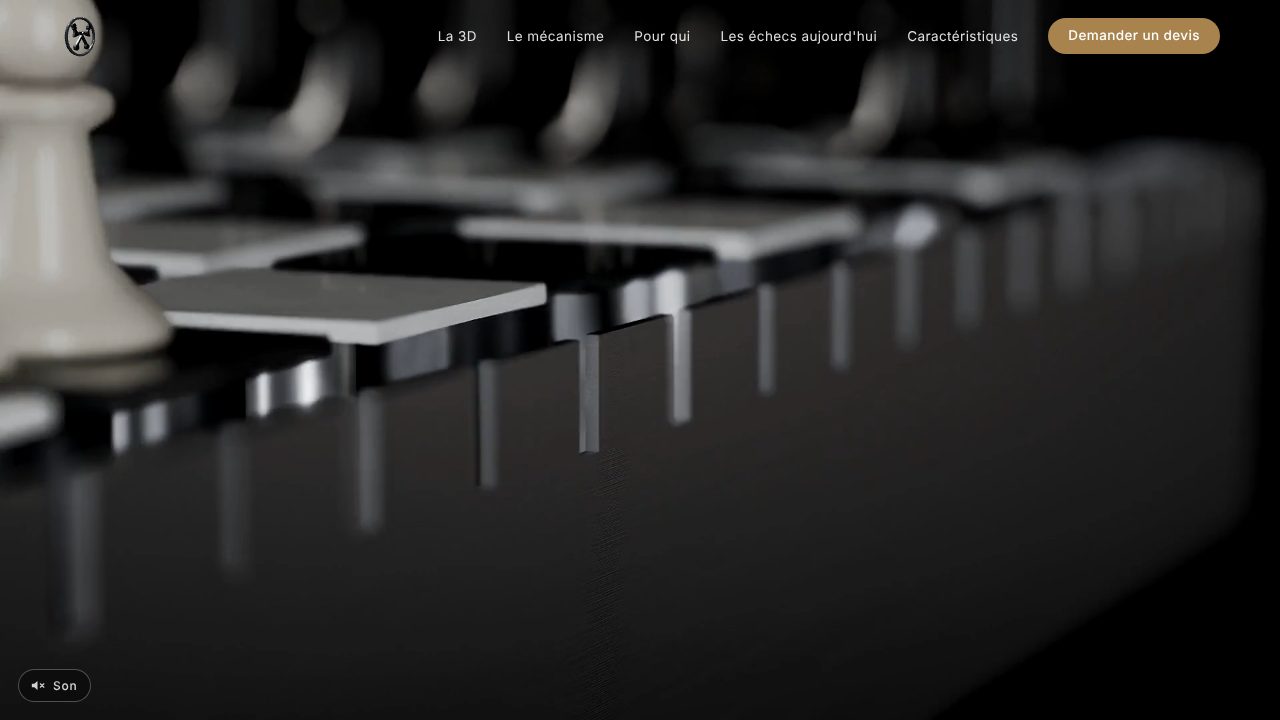 La 3D
Le mécanisme
Pour qui
Les échecs aujourd'hui
Caractéristiques
Demander un devis
Son